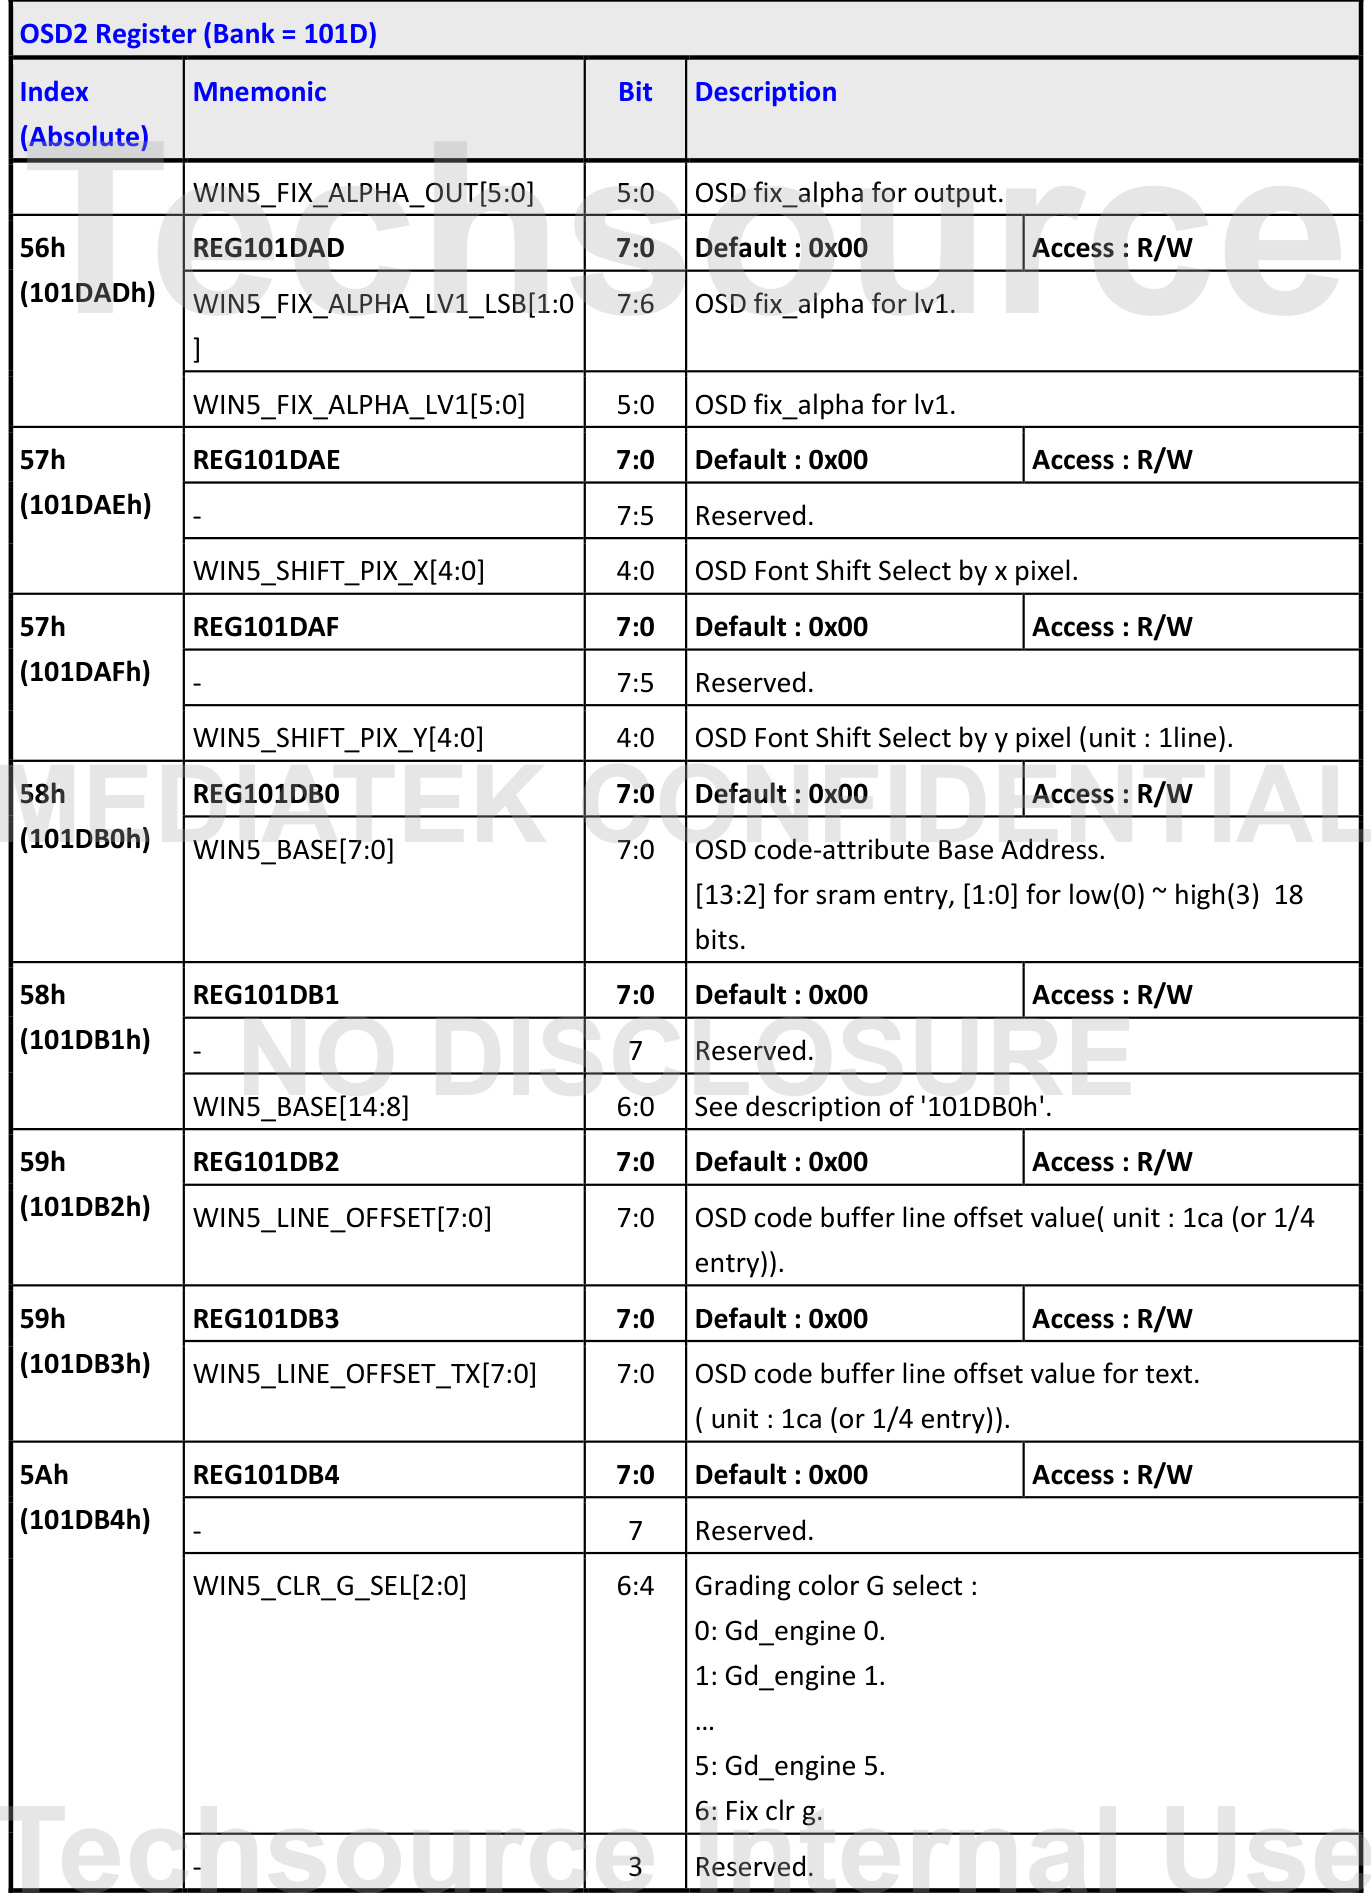 OSD2 Register (Bank = 101D)
Index (Absolute) Mnemonic Bit Description
WIN5_FIX_ALPHA_OUT[5:0] 5:0 OSD fix_alpha for output.
Techsource
56h REG101DAD 7:0 Default : 0x00 Access : R/W
(101DADh)
WIN5_FIX_ALPHA_LV1_LSB[1:0 7:6 OSD fix_alpha for lv1.
]
WIN5_FIX_ALPHA_LV1[5:0] 5:0 OSD fix_alpha for lv1.
57h REG101DAE 7:0 Default : 0x00 Access : R/W
(101DAEh)
- 7:5 Reserved.
WIN5_SHIFT_PIX_X[4:0] 4:0 OSD Font Shift Select by x pixel.
57h REG101DAF 7:0 Default : 0x00 Access : R/W
(101DAFh)
- 7:5 Reserved.
WIN5_SHIFT_PIX_Y[4:0] 4:0 OSD Font Shift Select by y pixel (unit : 1line).
MEDIATEK CONFIDENTIAL
58h REG101DB0 7:0 Default : 0x00 Access : R/W
(101DB0h)
WIN5_BASE[7:0] 7:0 OSD code-attribute Base Address.
[13:2] for sram entry, [1:0] for low(0) ~ high(3)  18
bits.
58h REG101DB1 7:0 Default : 0x00 Access : R/W
(101DB1h)
NO DISCLOSURE
- 7 Reserved.
WIN5_BASE[14:8] 6:0 See description of '101DB0h'.
59h REG101DB2 7:0 Default : 0x00 Access : R/W
(101DB2h)
WIN5_LINE_OFFSET[7:0] 7:0 OSD code buffer line offset value( unit : 1ca (or 1/4
entry)).
59h REG101DB3 7:0 Default : 0x00 Access : R/W
(101DB3h)
WIN5_LINE_OFFSET_TX[7:0] 7:0 OSD code buffer line offset value for text.
( unit : 1ca (or 1/4 entry)).
5Ah REG101DB4 7:0 Default : 0x00 Access : R/W
(101DB4h)
- 7 Reserved.
WIN5_CLR_G_SEL[2:0] 6:4 Grading color G select :
0: Gd_engine 0.
1: Gd_engine 1.
...
5: Gd_engine 5.
6: Fix clr g.
Techsource Internal Use
- 3 Reserved.